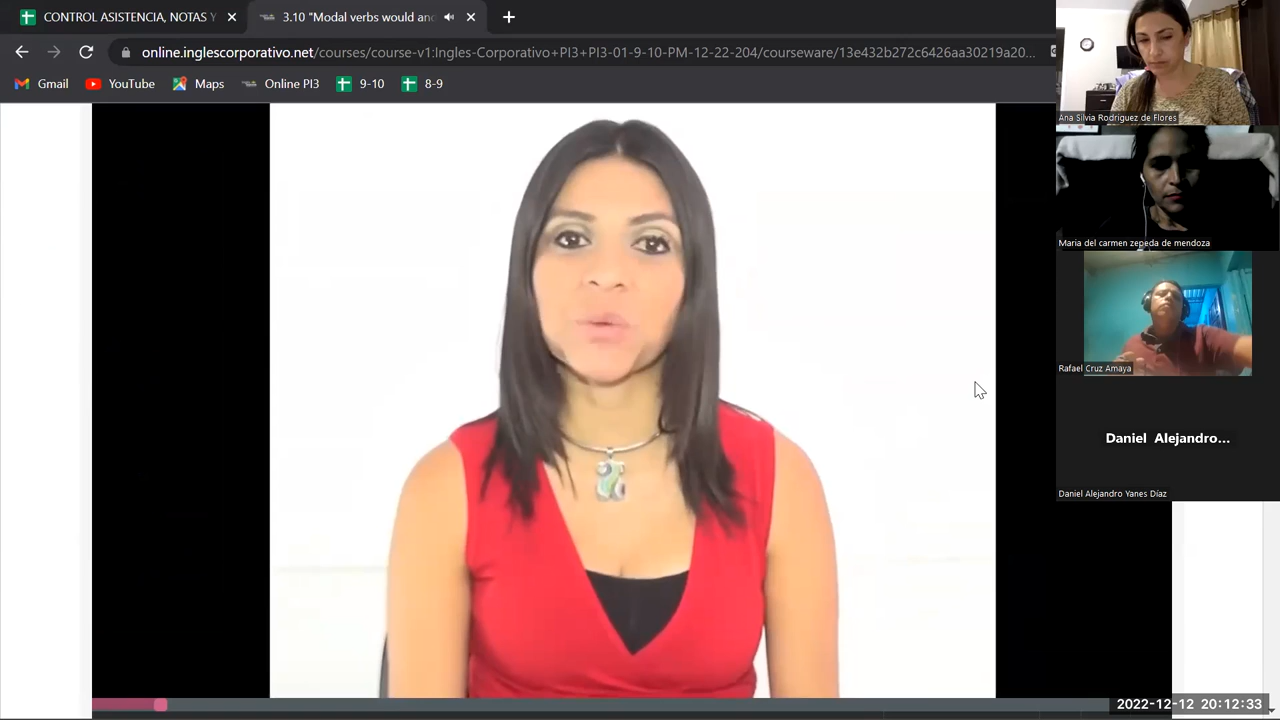 CONTROL ASISTENCIA, NOTAS Y
3.10 "Modal verbs would and
online.inglescorporativo.net/courses/course-v1:Ingles-Corporativo+PI3+PI3-01-9-10-PM-12-22-204/courseware/13e432b272c6426aa30219a20...
Gmail
YouTube
Maps
Online PI3
9-10
8-9
Ana Silvia Rodriguez de Flores
Maria del carmen zepeda de mendoza
Rafael Cruz Amaya
Daniel Alejandro...
Daniel Alejandro Yanes Díaz
2022-12-12 20:12:33